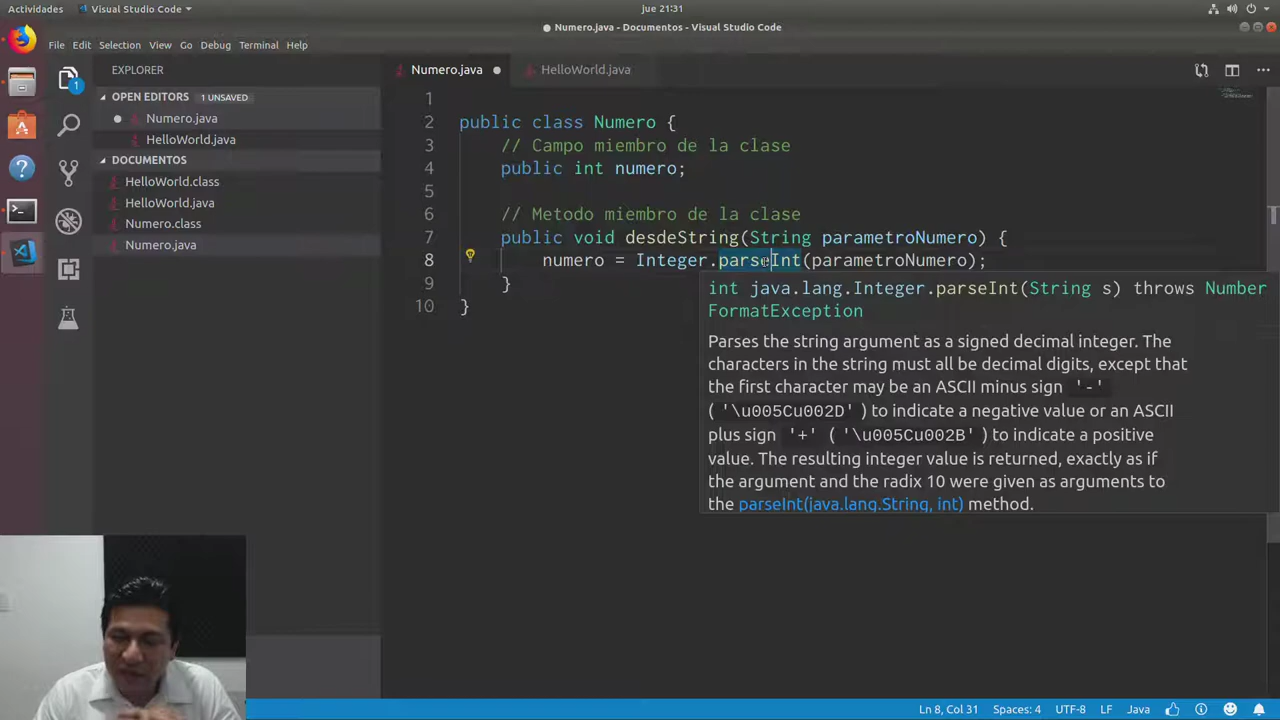 Actividades
Visual Studio Code
jue 21:31
Numero.java - Documentos - Visual Studio Code
File Edit Selection View Go Debug Terminal Help
EXPLORER
Numero.java
HelloWorld.java
OPEN EDITORS 1 UNSAVED
Numero.java
HelloWorld.java
DOCUMENTOS
HelloWorld.class
HelloWorld.java
Numero.class
Numero.java
1
1
2 public class Numero {
3 // Campo miembro de la clase
4 public int numero;
5
6 // Metodo miembro de la clase
7 public void desdeString(String parametroNumero) {
8 numero = Integer.parseInt(parametroNumero);
9 }
10 }
int java.lang.Integer.parseInt(String s) throws Number
FormatException
Parses the string argument as a signed decimal integer. The
characters in the string must all be decimal digits, except that
the first character may be an ASCII minus sign '-'
('\u005Cu002D') to indicate a negative value or an ASCII
plus sign '+' ('\u005Cu002B') to indicate a positive
value. The resulting integer value is returned, exactly as if
the argument and the radix 10 were given as arguments to
the parseInt(java.lang.String, int) method.
Ln 8, Col 31 Spaces: 4 UTF-8 LF Java